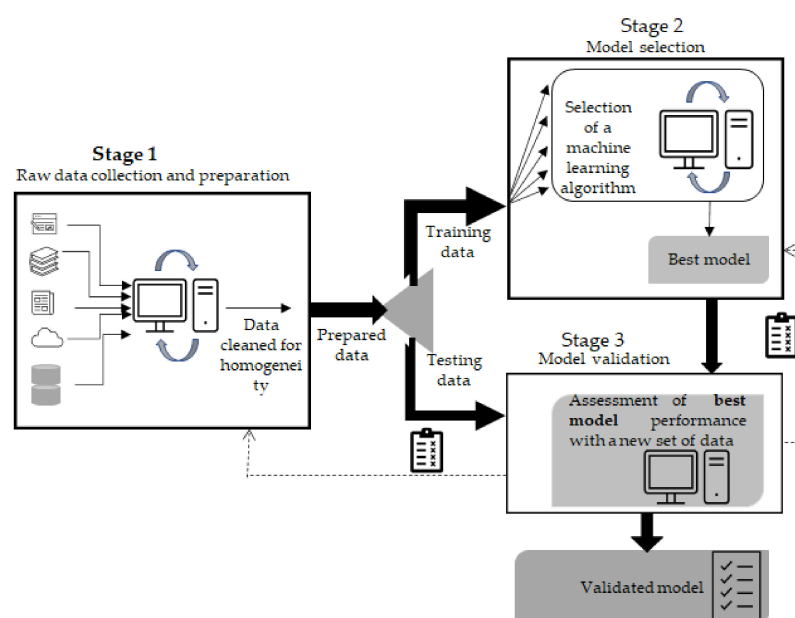 Stage 1
Raw data collection and preparation
Data
cleaned for
homogenei
ty
Prepared
data
Training
data
Testing
data
Stage 2
Model selection
Selection
of a
machine
learning
algorithm
Best model
Stage 3
Model validation
Assessment of best
model performance
with a new set of data
Validated model